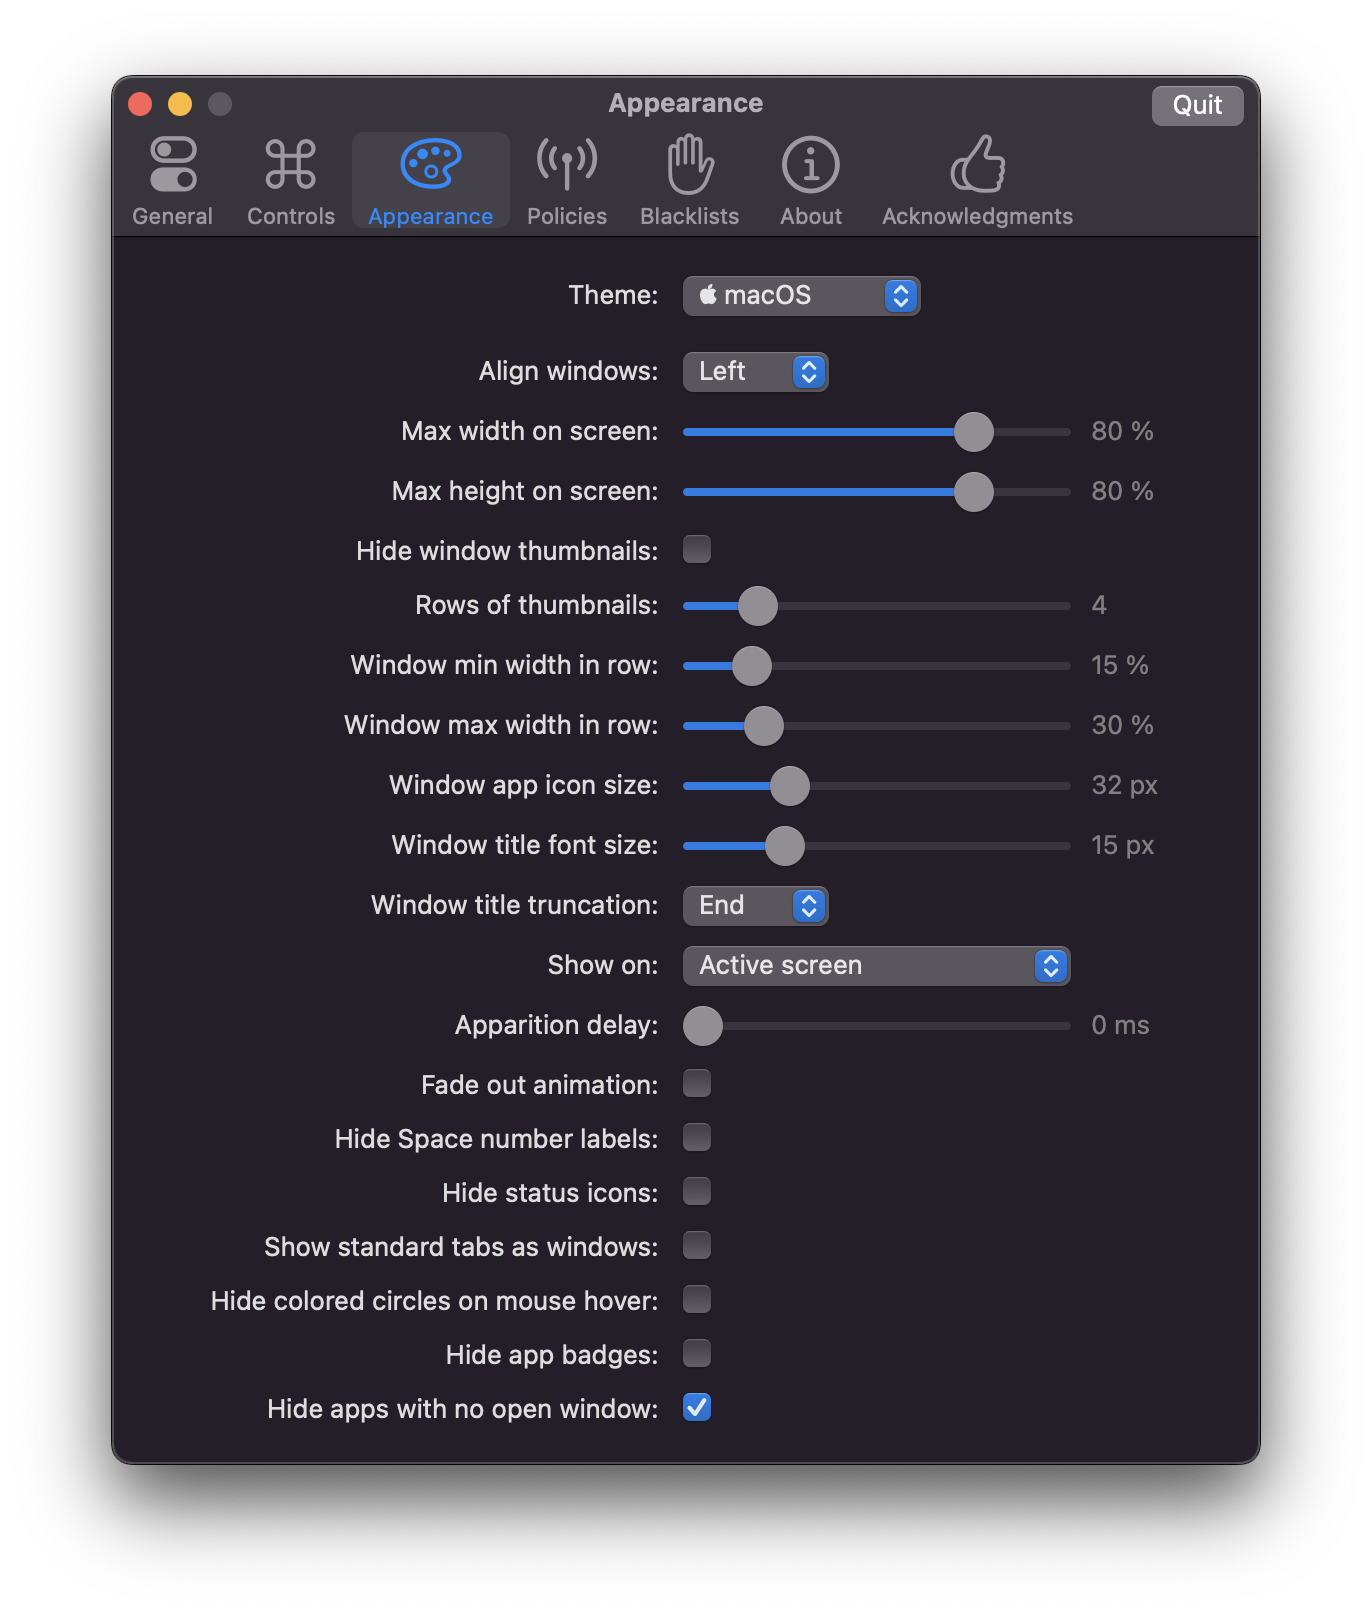 Appearance
Quit
General Controls Appearance Policies Blacklists About Acknowledgments
Theme: macOS
Align windows: Left
Max width on screen: 80 %
Max height on screen: 80 %
Hide window thumbnails:
Rows of thumbnails: 4
Window min width in row: 15 %
Window max width in row: 30 %
Window app icon size: 32 px
Window title font size: 15 px
Window title truncation: End
Show on: Active screen
Apparition delay: 0 ms
Fade out animation:
Hide Space number labels:
Hide status icons:
Show standard tabs as windows:
Hide colored circles on mouse hover:
Hide app badges:
Hide apps with no open window: